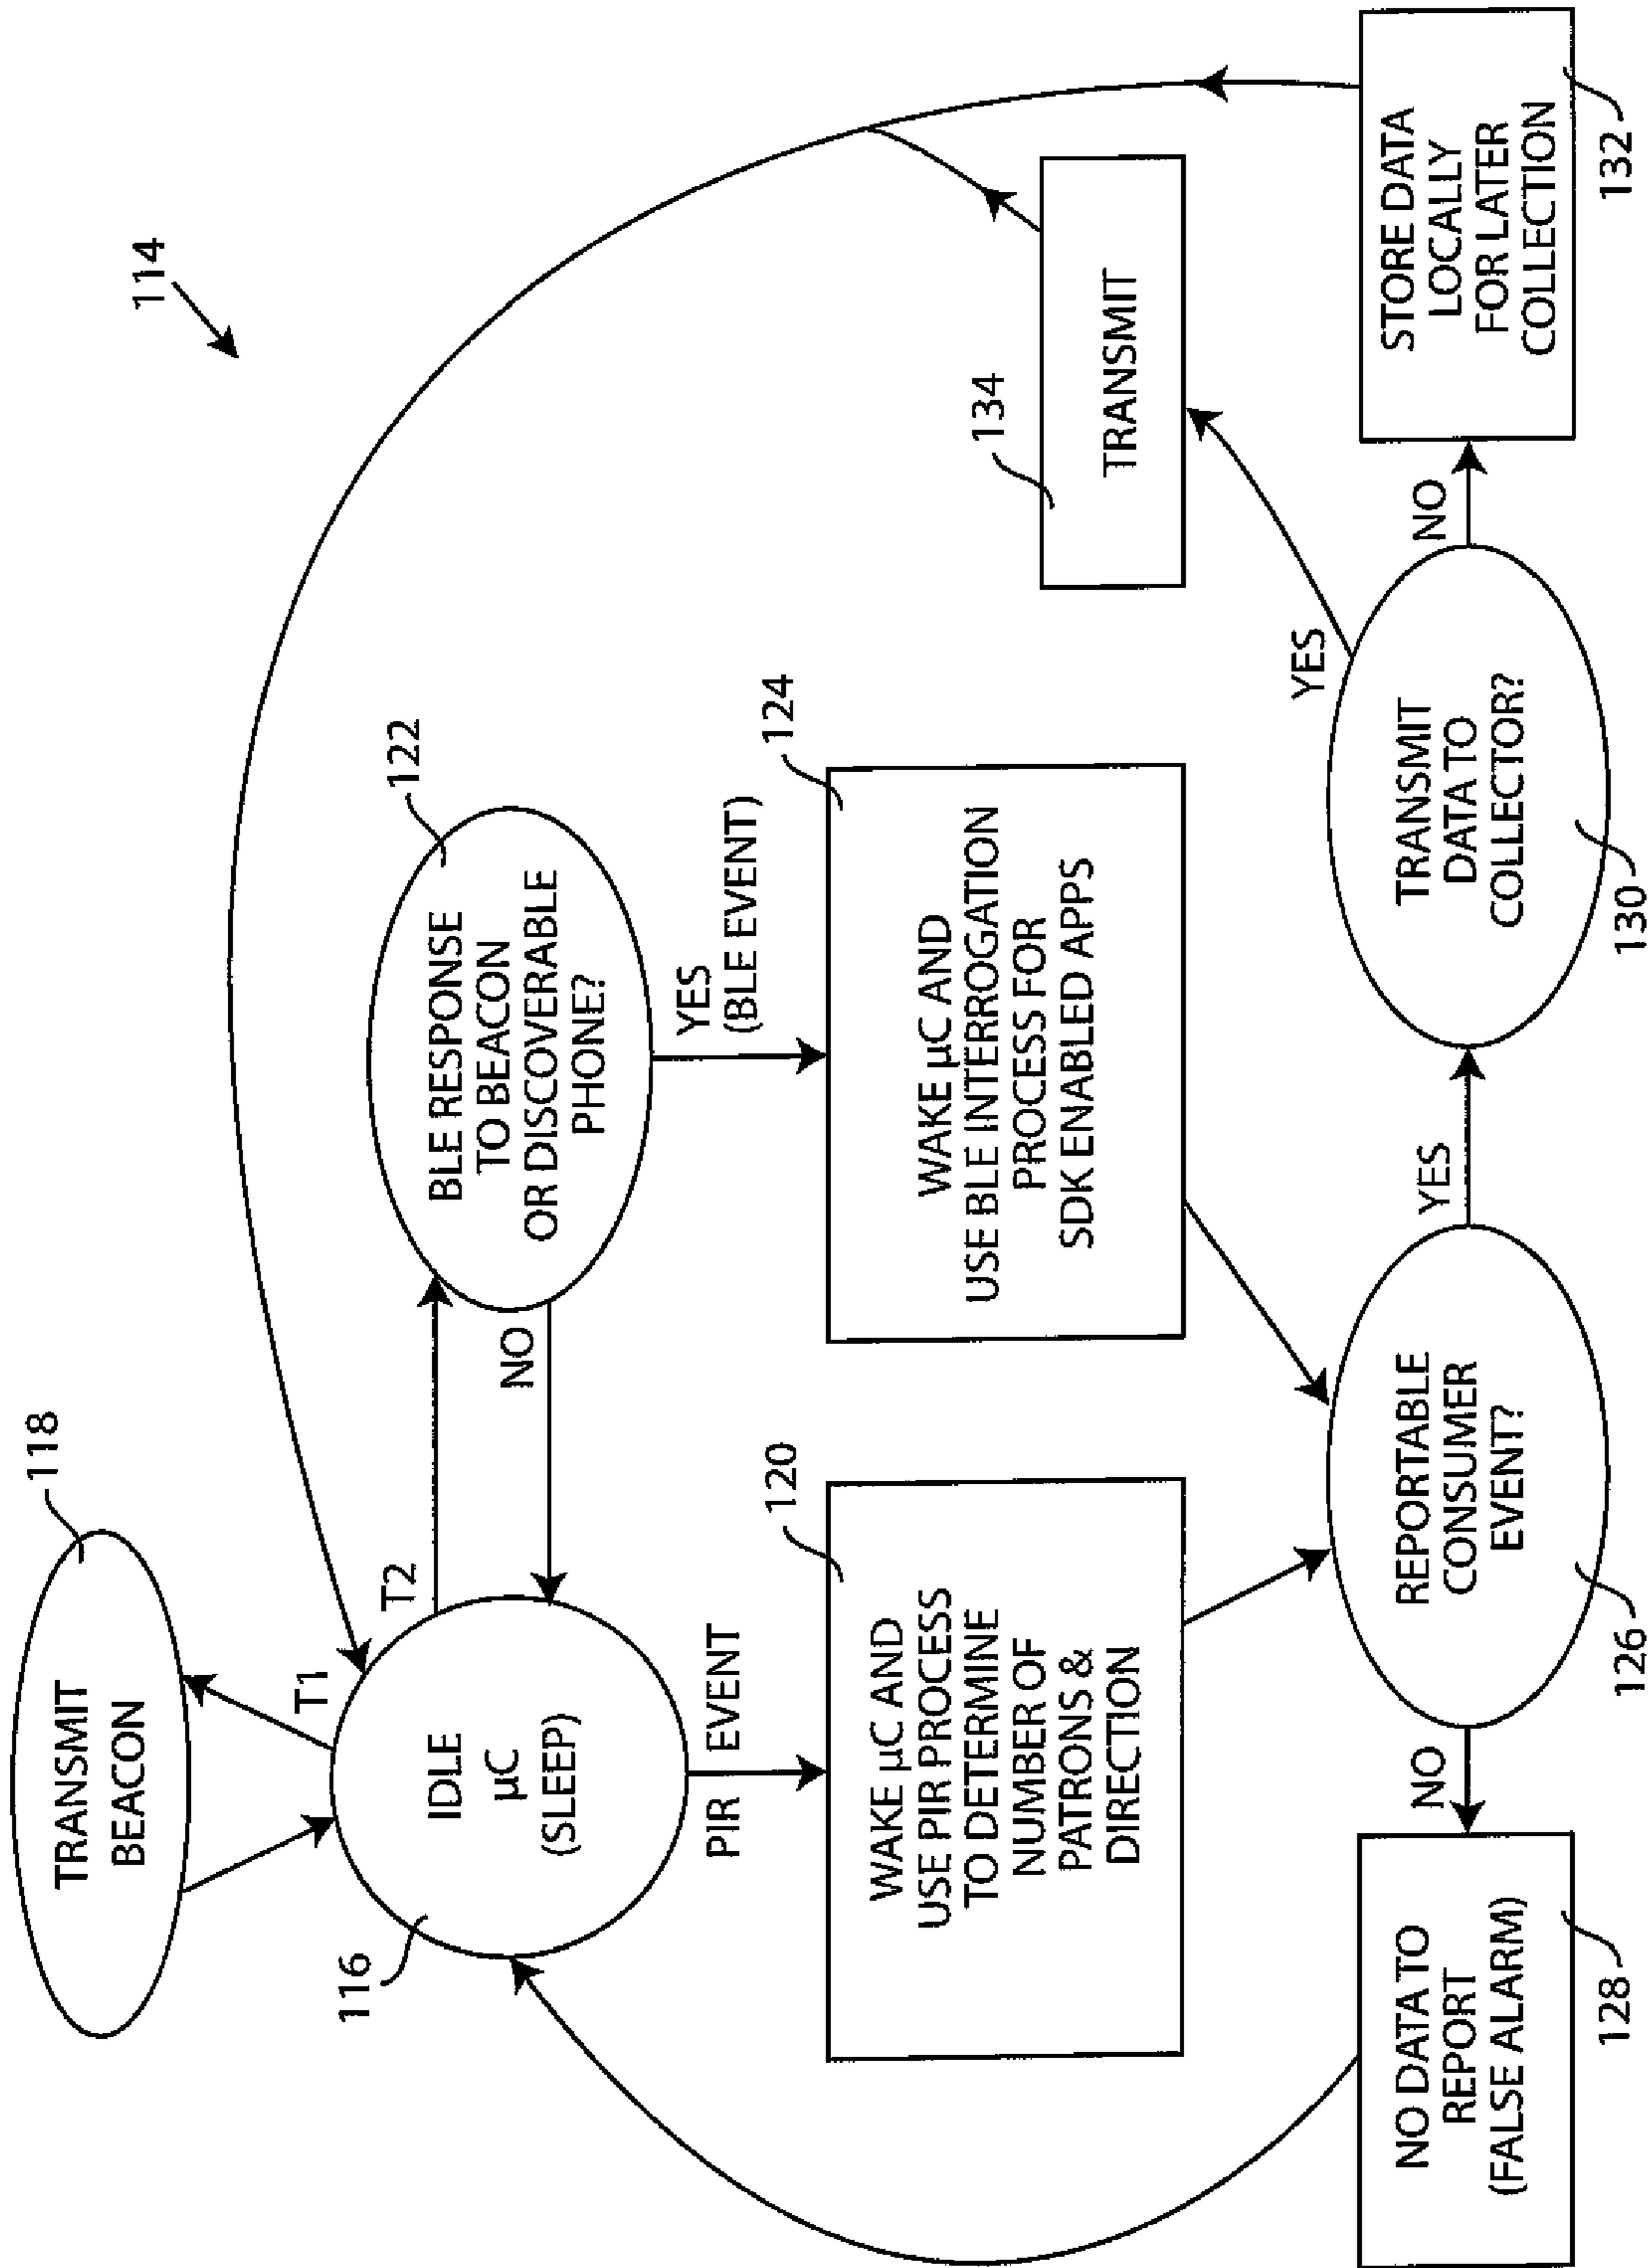 114
118
TRANSMIT
BEACON
T1
T2
116
IDLE
µC
(SLEEP)
NO
122
BLE RESPONSE
TO BEACON
OR DISCOVERABLE
PHONE?
PIR EVENT
YES
(BLE EVENT)
120
WAKE µC AND
USE PIR PROCESS
TO DETERMINE
NUMBER OF
PATRONS &
DIRECTION
124
WAKE µC AND
USE BLE INTERROGATION
PROCESS FOR
SDK ENABLED APPS
134
TRANSMIT
NO DATA TO
REPORT
(FALSE ALARM)
128
NO
REPORTABLE
CONSUMER
EVENT?
126
YES
TRANSMIT
DATA TO
COLLECTOR?
130
YES
NO
STORE DATA
LOCALLY
FOR LATER
COLLECTION
132